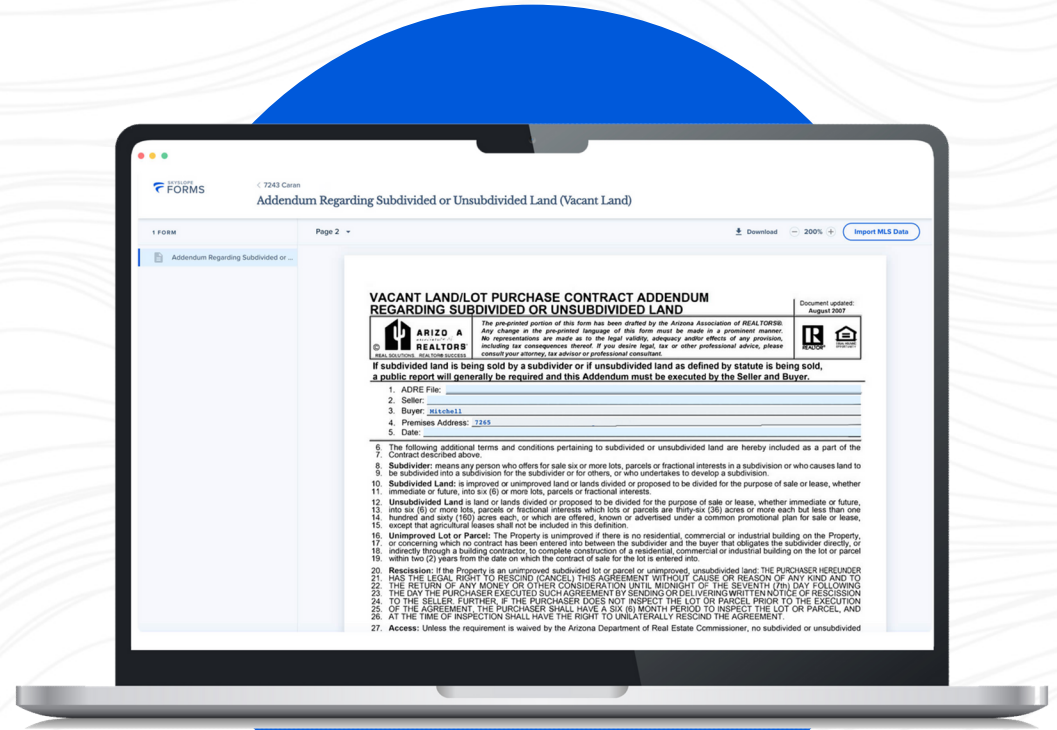 SKYSLOPE
FORMS
< 7243 Caran
Addendum Regarding Subdivided or Unsubdivided Land (Vacant Land)
1 FORM
Page 2
Download
200%
Import MLS Data
Addendum Regarding Subdivided or ...
VACANT LAND/LOT PURCHASE CONTRACT ADDENDUM
REGARDING SUBDIVIDED OR UNSUBDIVIDED LAND
Document updated:
August 2007
ARIZO A
REALTORS®
©
REAL SOLUTIONS. REALTOR® SUCCESS
The pre-printed portion of this form has been drafted by the Arizona Association of REALTORS®.
Any change in the pre-printed language of this form must be made in a prominent manner.
No representations are made as to the legal validity, adequacy and/or effects of any provision,
including tax consequences thereof. If you desire legal, tax or other professional advice, please
consult your attorney, tax advisor or professional consultant.
REALTOR®
If subdivided land is being sold by a subdivider or if unsubdivided land as defined by statute is being sold,
a public report will generally be required and this Addendum must be executed by the Seller and Buyer.
1. ADRE File:
2. Seller:
3. Buyer: Mitchell
4. Premises Address: 7265
5. Date:
6. The following additional terms and conditions pertaining to subdivided or unsubdivided land are hereby included as a part of the
7. Contract described above.
8. Subdivider: means any person who offers for sale six or more lots, parcels or fractional interests in a subdivision or who causes land to
9. be subdivided into a subdivision for the subdivider or for others, or who undertakes to develop a subdivision.
10. Subdivided Land: is improved or unimproved land or lands divided or proposed to be divided for the purpose of sale or lease, whether
11. immediate or future, into six (6) or more lots, parcels or fractional interests.
12. Unsubdivided Land is land or lands divided or proposed to be divided for the purpose of sale or lease, whether immediate or future,
13. into six (6) or more lots, parcels or fractional interests which lots or parcels are thirty-six (36) acres or more each but less than one
14. hundred and sixty (160) acres each, or which are offered, known or advertised under a common promotional plan for sale or lease,
15. except that agricultural leases shall not be included in this definition.
16. Unimproved Lot or Parcel: The Property is unimproved if there is no residential, commercial or industrial building on the Property,
17. or concerning which no contract has been entered into between the subdivider and the buyer that obligates the subdivider directly, or
18. indirectly through a building contractor, to complete construction of a residential, commercial or industrial building on the lot or parcel
19. within two (2) years from the date on which the contract of sale for the lot is entered into.
20. Rescission: If the Property is an unimproved subdivided lot or parcel or unimproved, unsubdivided land: THE PURCHASER HEREUNDER
21. HAS THE LEGAL RIGHT TO RESCIND (CANCEL) THIS AGREEMENT WITHOUT CAUSE OR REASON OF ANY KIND AND TO
22. THE RETURN OF ANY MONEY OR OTHER CONSIDERATION UNTIL MIDNIGHT OF THE SEVENTH (7th) DAY FOLLOWING
23. THE DAY THE PURCHASER EXECUTED SUCH AGREEMENT BY SENDING OR DELIVERING WRITTEN NOTICE OF RESCISSION
24. TO THE SELLER. FURTHER, IF THE PURCHASER DOES NOT INSPECT THE LOT OR PARCEL PRIOR TO THE EXECUTION
25. OF THE AGREEMENT, THE PURCHASER SHALL HAVE A SIX (6) MONTH PERIOD TO INSPECT THE LOT OR PARCEL, AND
26. AT THE TIME OF INSPECTION SHALL HAVE THE RIGHT TO UNILATERALLY RESCIND THE AGREEMENT.
27. Access: Unless the requirement is waived by the Arizona Department of Real Estate Commissioner, no subdivided or unsubdivided